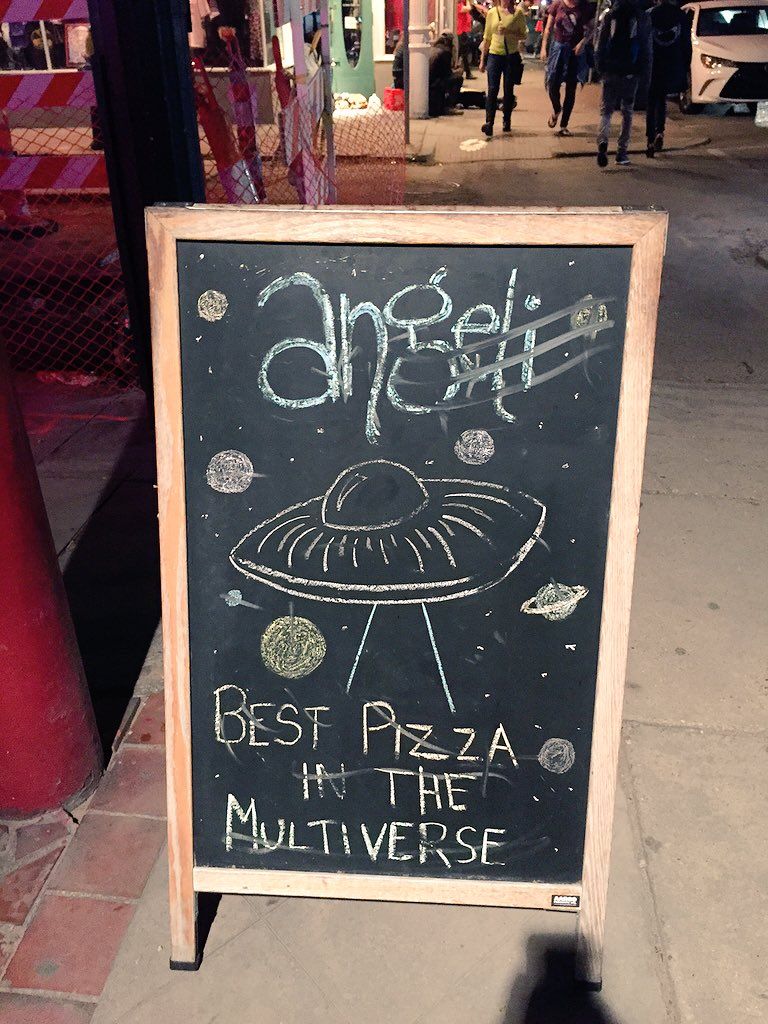 angeli
BEST PIZZA
IN THE
MULTIVERSE